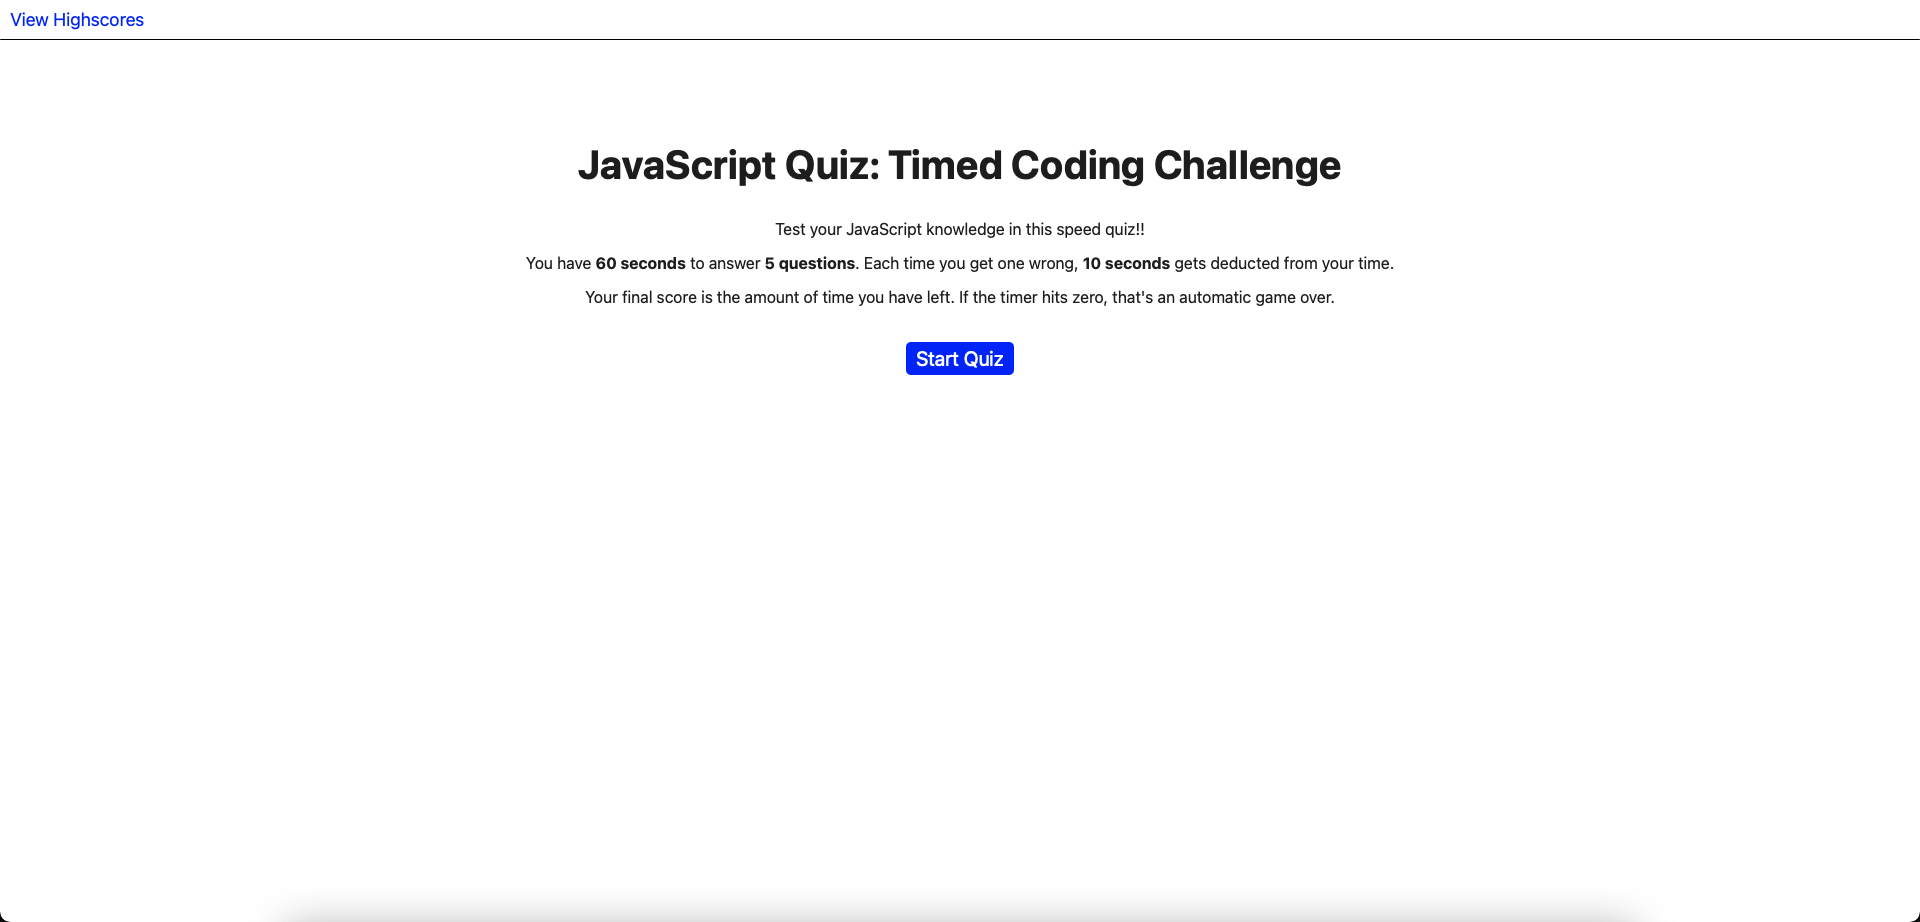 View Highscores
JavaScript Quiz: Timed Coding Challenge
Test your JavaScript knowledge in this speed quiz!!
You have 60 seconds to answer 5 questions. Each time you get one wrong, 10 seconds gets deducted from your time.
Your final score is the amount of time you have left. If the timer hits zero, that's an automatic game over.
Start Quiz